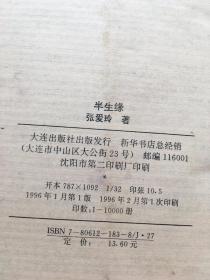 半生缘
张爱玲 著
大连出版社出版发行 新华书店总经销
(大连市中山区大公街23号) 邮编116001
沈阳市第二印刷厂印刷
*
开本787×1092 1/32 印张10.5
1996年1月第1版 1996年2月第1次印刷
印数:1—10000册
ISBN 7-80612-183-8/I·27
定价: 13.60元